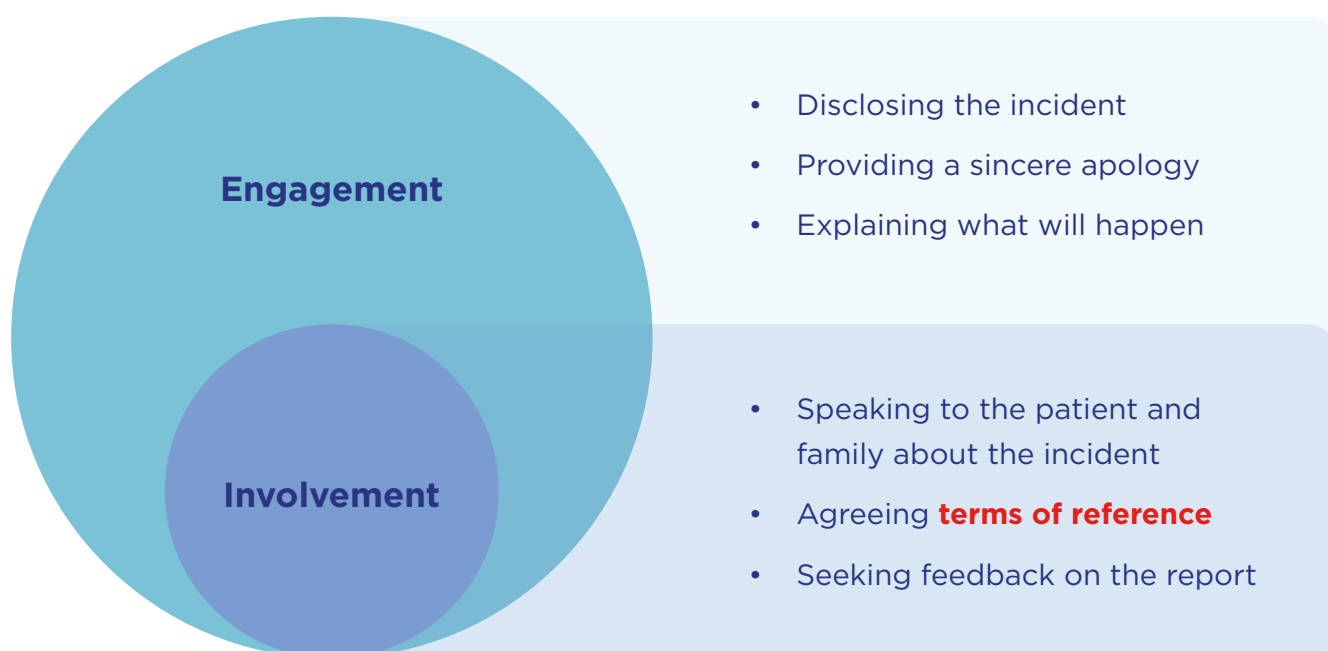 Engagement
• Disclosing the incident
• Providing a sincere apology
• Explaining what will happen
Involvement
• Speaking to the patient and
family about the incident
• Agreeing terms of reference
• Seeking feedback on the report